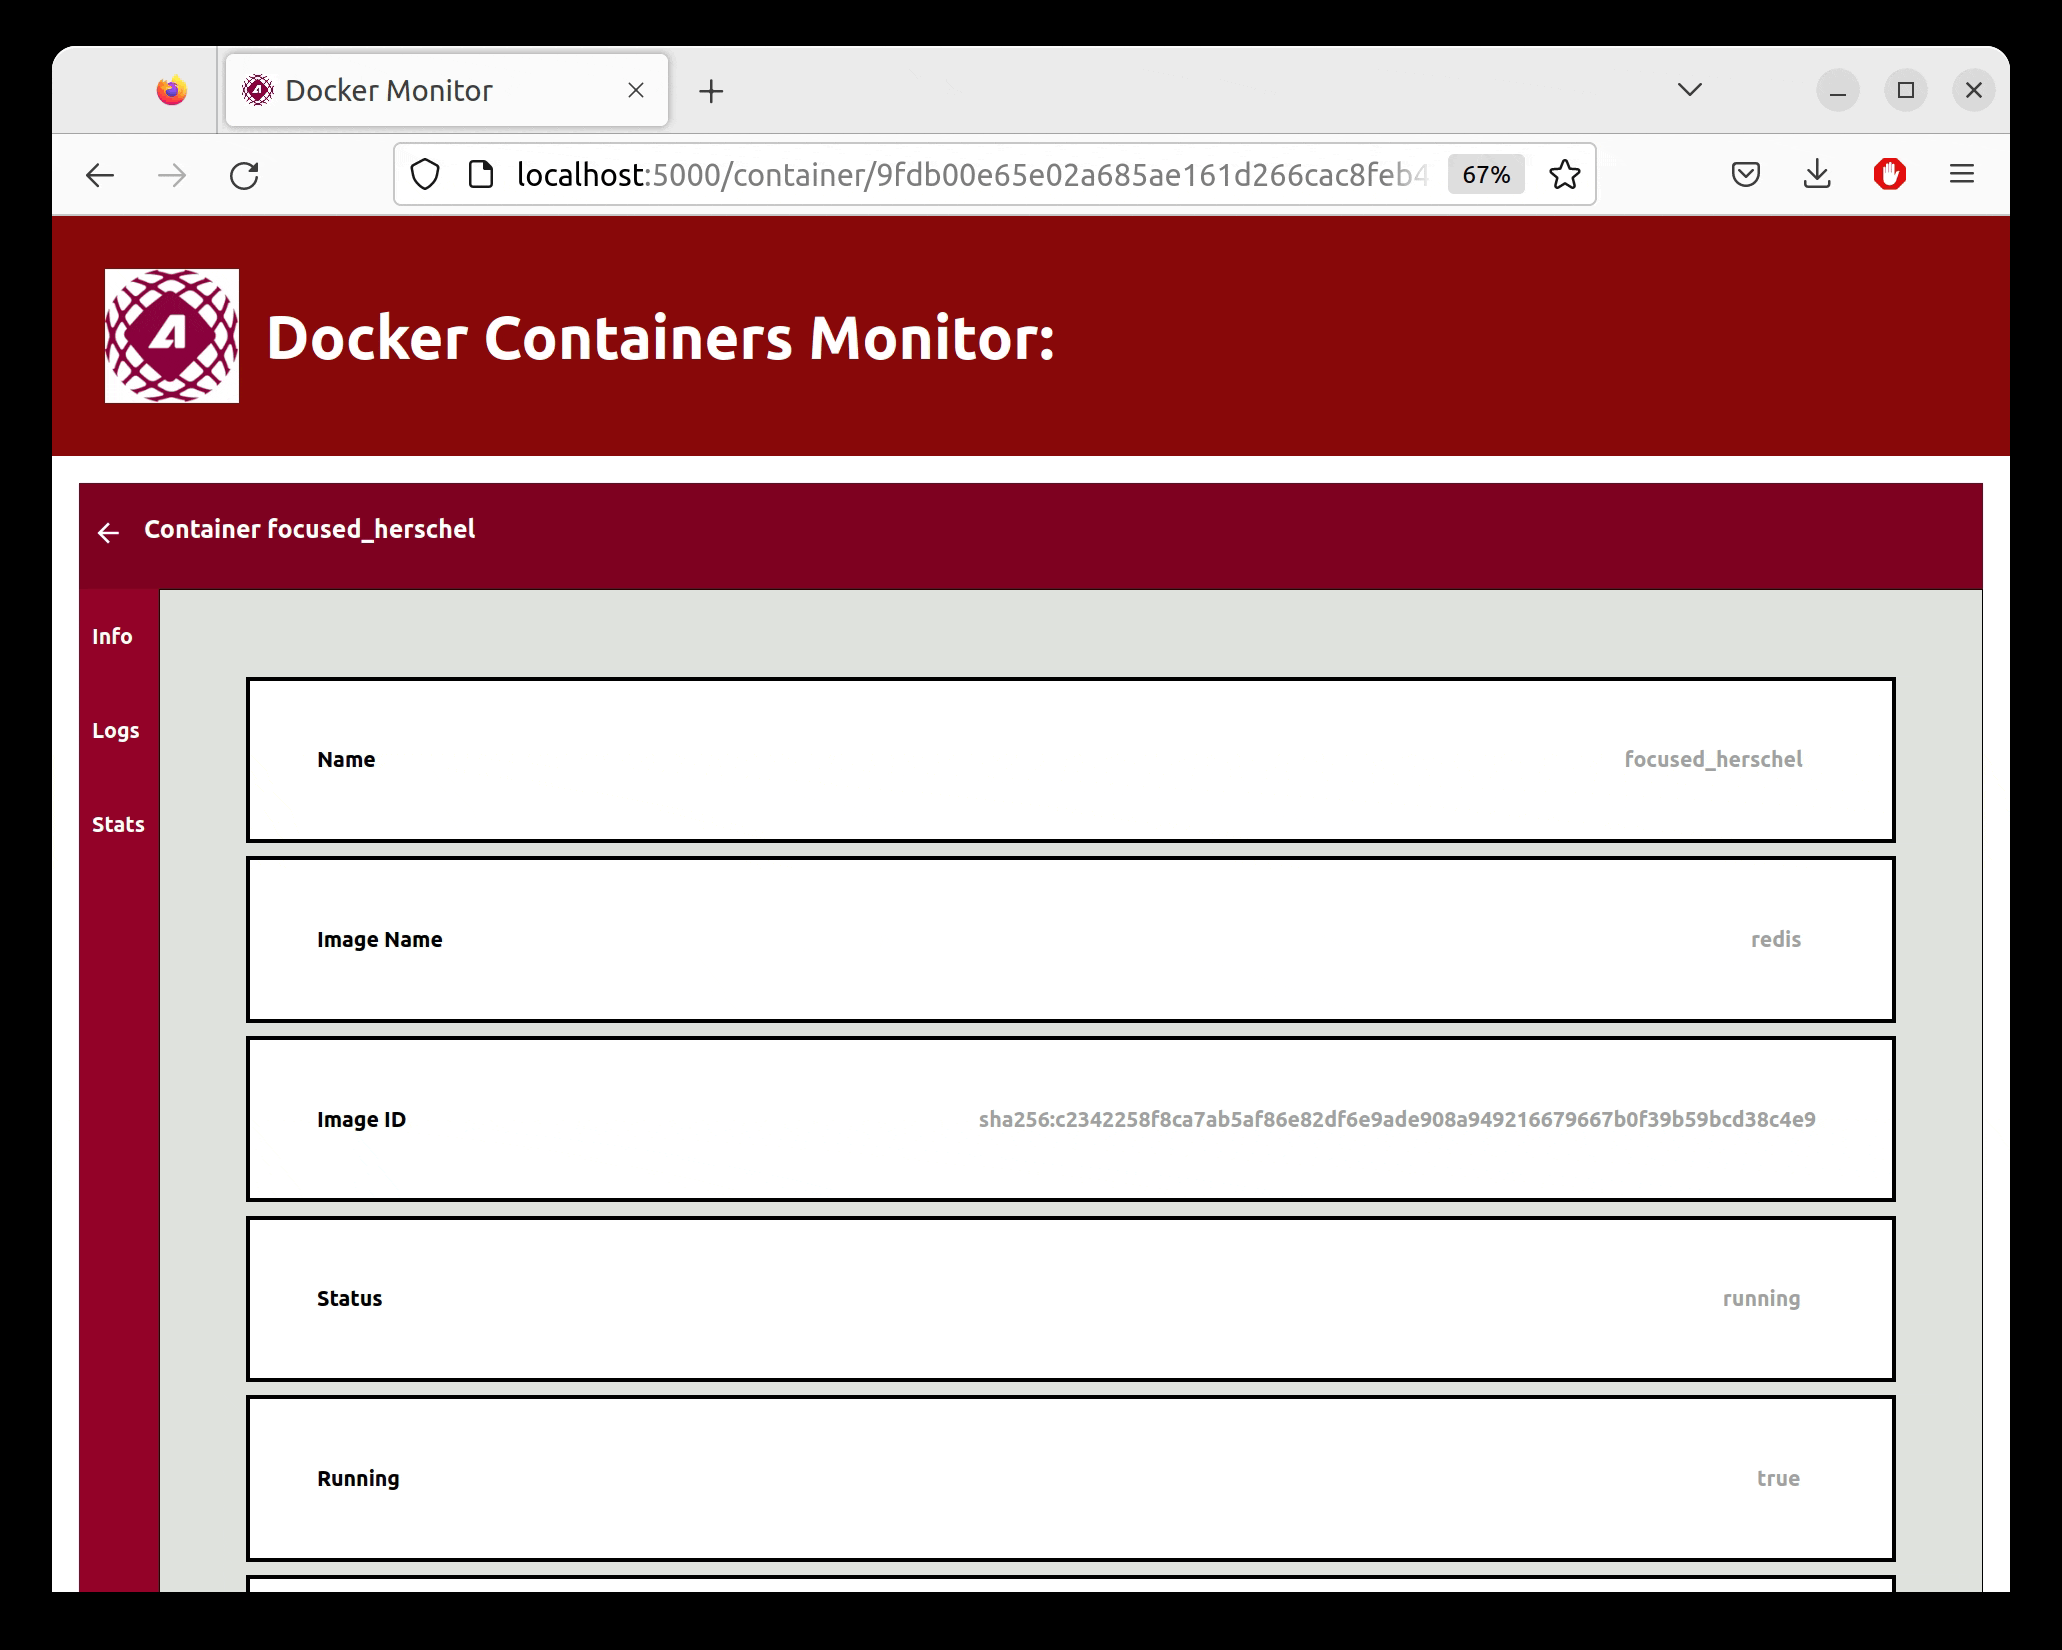 Docker Monitor
localhost:5000/container/9fdb00e65e02a685ae161d266cac8feb4
67%
A
Docker Containers Monitor:
Container focused_herschel
Info
Logs
Stats
Name focused_herschel
Image Name redis
Image ID sha256:c2342258f8ca7ab5af86e82df6e9ade908a949216679667b0f39b59bcd38c4e9
Status running
Running true